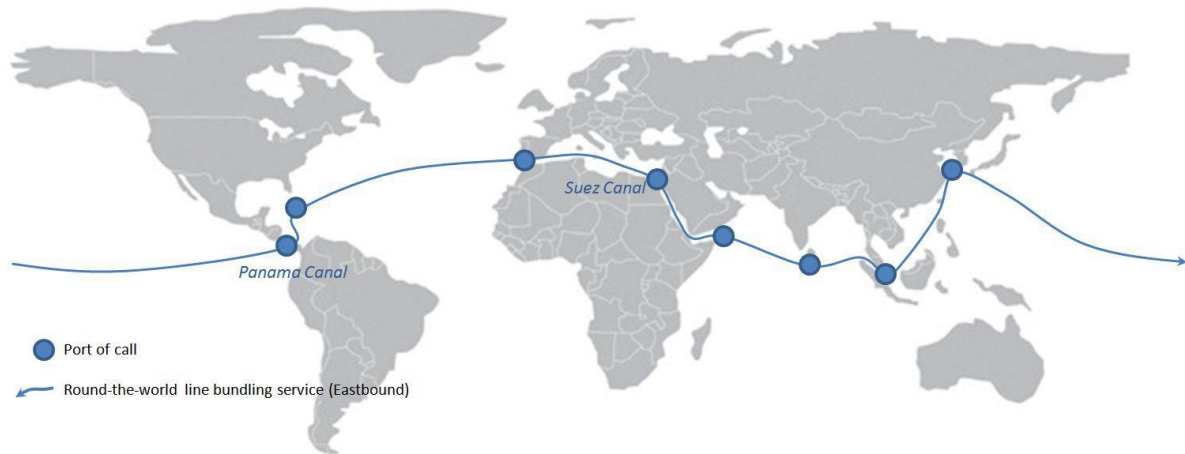 Suez Canal
Panama Canal
Port of call
Round-the-world line bundling service (Eastbound)